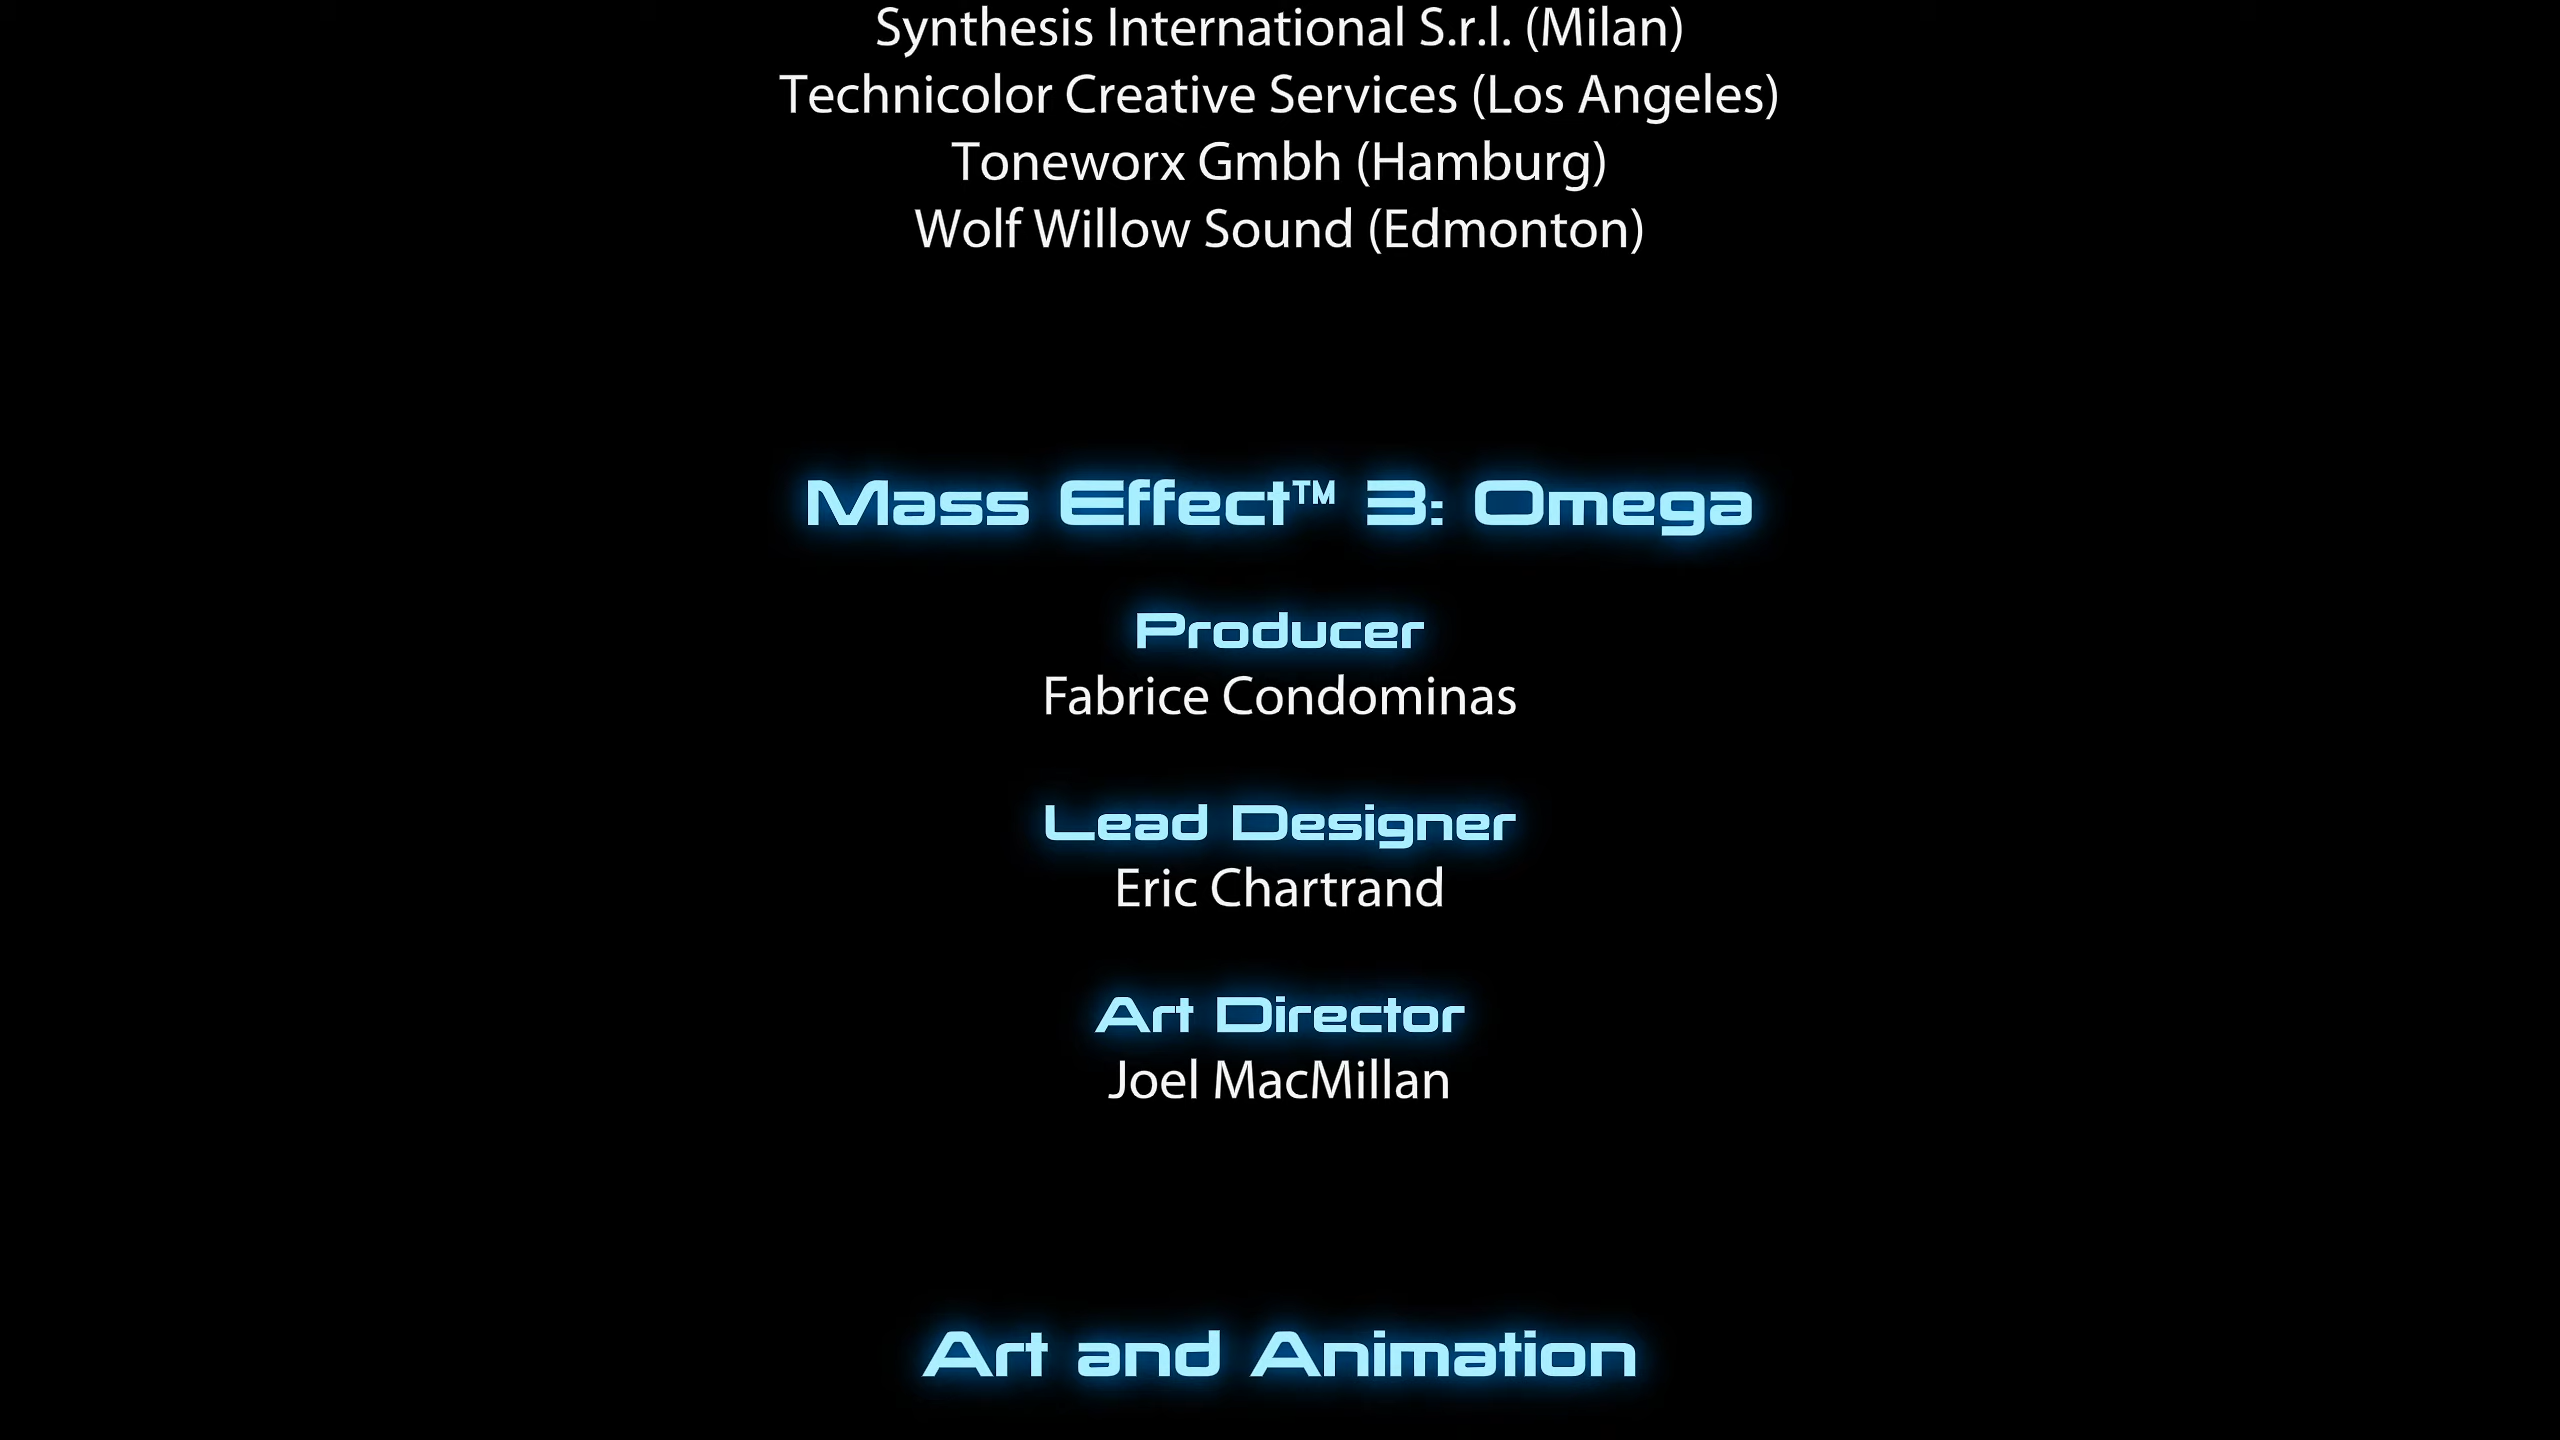 Synthesis International S.r.l. (Milan)
Technicolor Creative Services (Los Angeles)
Toneworx Gmbh (Hamburg)
Wolf Willow Sound (Edmonton)
Mass Effect™ 3: Omega
Producer
Fabrice Condominas
Lead Designer
Eric Chartrand
Art Director
Joel MacMillan
Art and Animation